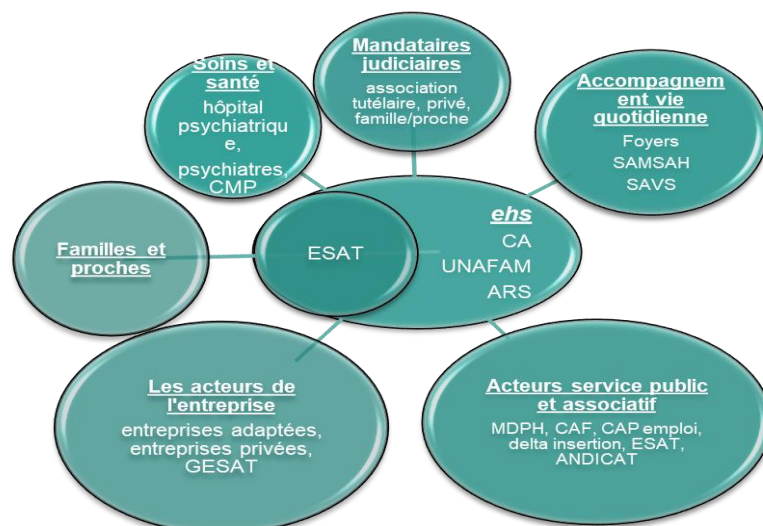 Soins et
santé
hôpital
psychiatriqu
e,
psychiatres,
CMP
Mandataires
judiciaires
association
tutélaire, privé,
famille/proche
Accompagnem
ent vie
quotidienne
Foyers
SAMSAH
SAVS
Familles et
proches
ESAT
ehs
CA
UNAFAM
ARS
Les acteurs de
l'entreprise
entreprises adaptées,
entreprises privées,
GESAT
Acteurs service public
et associatif
MDPH, CAF, CAP emploi,
delta insertion, ESAT,
ANDICAT